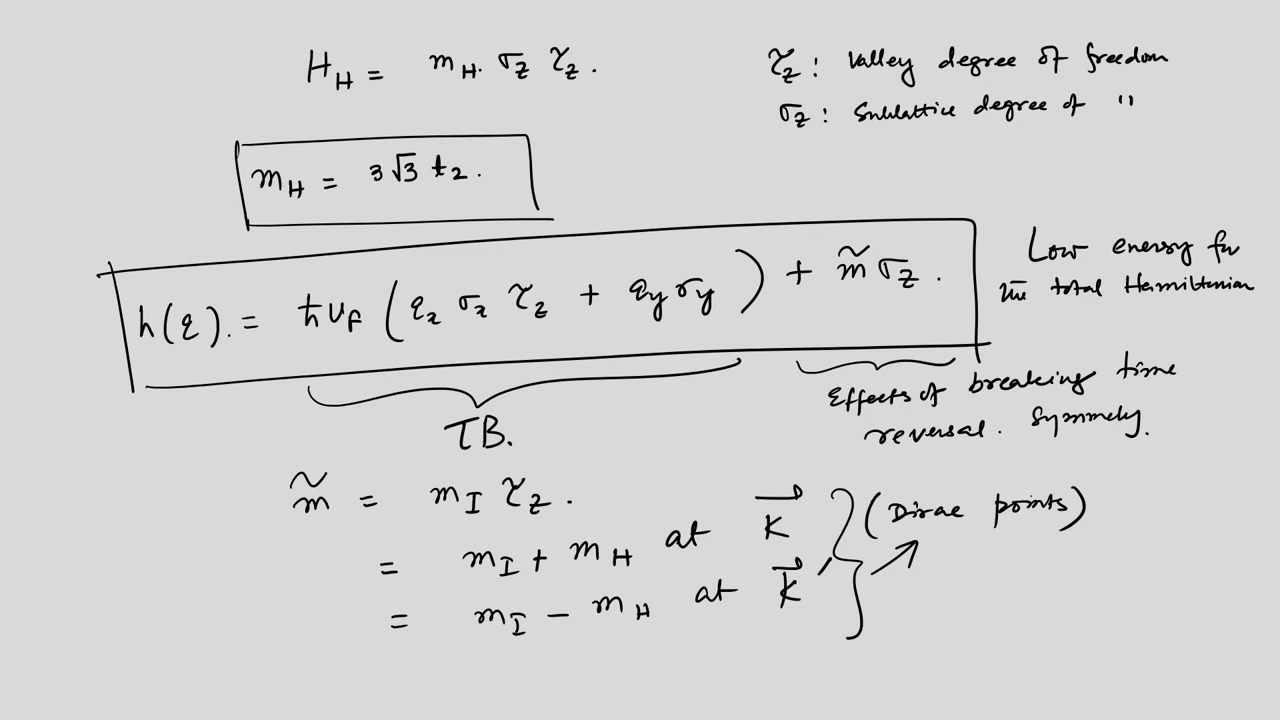 H_H = m_H. σ_z τ_z.
τ_z : Valley degree of freedom
σ_z : Sublattice degree of "
m_H = 3√3 t_2.
h(q). = ħv_F (q_x σ_x τ_z + q_y σ_y) + m̃ σ_z.
Low energy for
the total Hamiltonian
TB.
Effects of breaking time
reversal. Symmetry.
m̃ = m_I τ_z.
= m_I + m_H at K⃗
= m_I - m_H at K⃗′
(Dirac points)